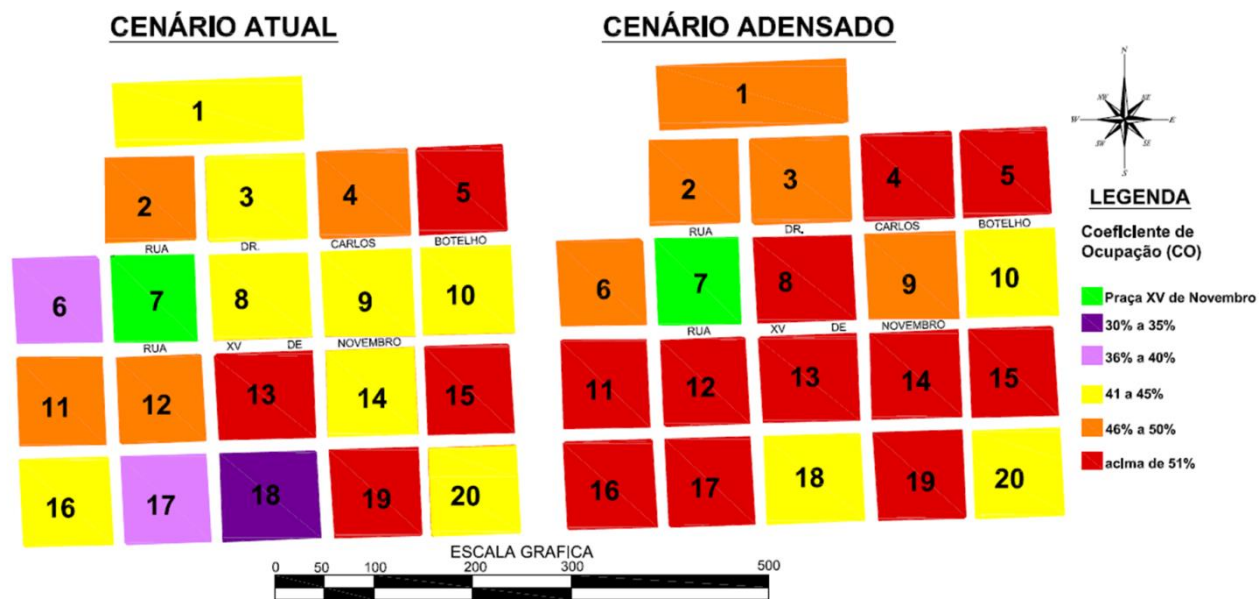 CENÁRIO ATUAL
1
2 3 4 5
RUA DR. CARLOS BOTELHO
6 7 8 9 10
RUA XV DE NOVEMBRO
11 12 13 14 15
16 17 18 19 20
CENÁRIO ADENSADO
1
2 3 4 5
RUA DR. CARLOS BOTELHO
6 7 8 9 10
RUA XV DE NOVEMBRO
11 12 13 14 15
16 17 18 19 20
N
NW NE
W E
SW SE
S
LEGENDA
Coeficiente de
Ocupação (CO)
Praça XV de Novembro
30% a 35%
36% a 40%
41 a 45%
46% a 50%
acima de 51%
ESCALA GRAFICA
0 50 100 200 300 500